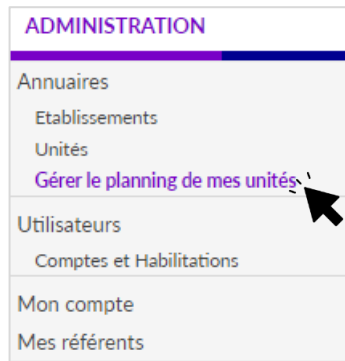 ADMINISTRATION
Annuaires
Etablissements
Unités
Gérer le planning de mes unités
Utilisateurs
Comptes et Habilitations
Mon compte
Mes référents